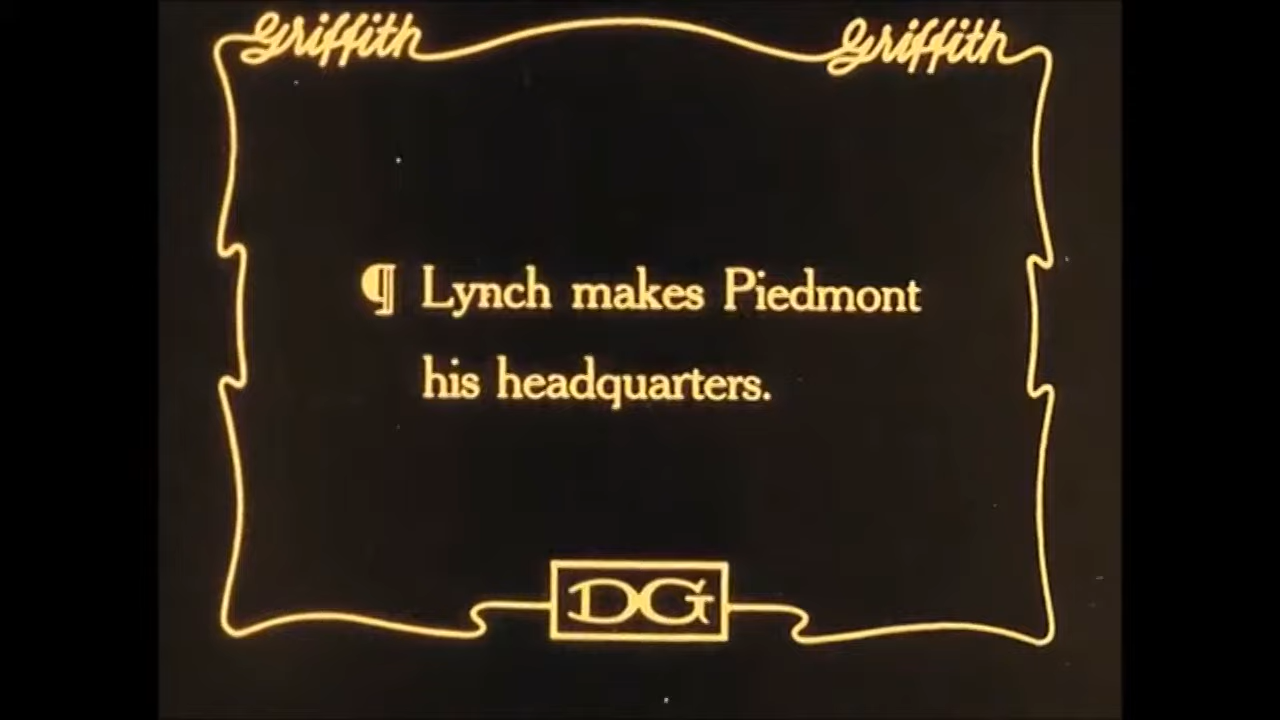 Griffith Griffith
¶ Lynch makes Piedmont
his headquarters.
DG